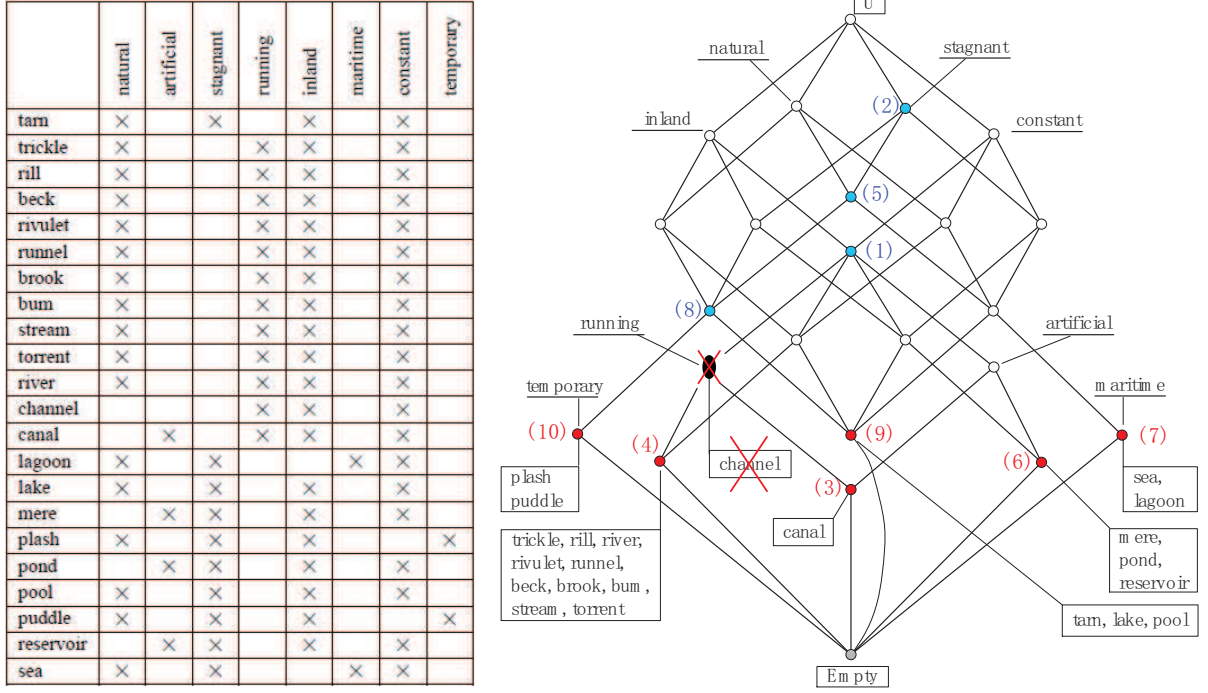 natural artificial stagnant running inland maritime constant temporary
tarn × × × ×
trickle × × × ×
rill × × × ×
beck × × × ×
rivulet × × × ×
runnel × × × ×
brook × × × ×
bum × × × ×
stream × × × ×
torrent × × × ×
river × × × ×
channel × × ×
canal × × × ×
lagoon × × × ×
lake × × × ×
mere × × × ×
plash × × × ×
pond × × × ×
pool × × × ×
puddle × × × ×
reservoir × × × ×
sea × × × ×
U
natural
stagnant
(2)
inland
constant
(5)
(1)
(8)
running
artificial
temporary
maritime
(10)
(4)
(9)
(7)
channel
(6)
(3)
plash
puddle
sea,
lagoon
canal
trickle, rill, river,
rivulet, runnel,
beck, brook, bum,
stream, torrent
mere,
pond,
reservoir
tarn, lake, pool
Empty